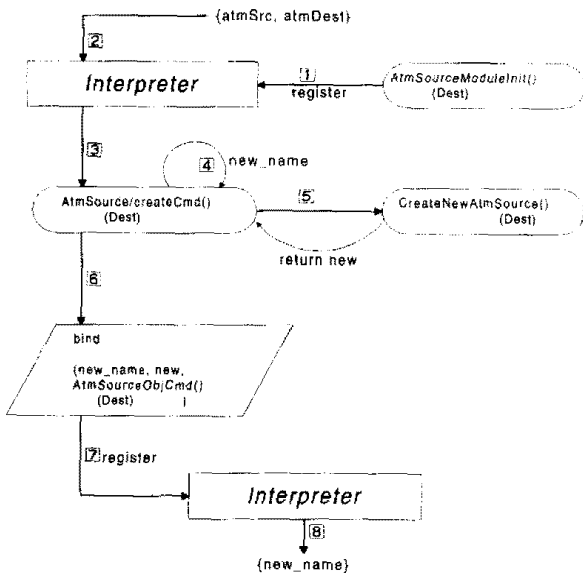 {atmSrc, atmDest}
2
Interpreter
1
register
AtmSourceModuleInit()
(Dest)
3
4
new_name
AtmSource/createCmd()
(Dest)
5
CreateNewAtmSource()
(Dest)
return new
6
bind
{new_name, new,
AtmSourceObjCmd()
(Dest) }
7
register
Interpreter
8
{new_name}